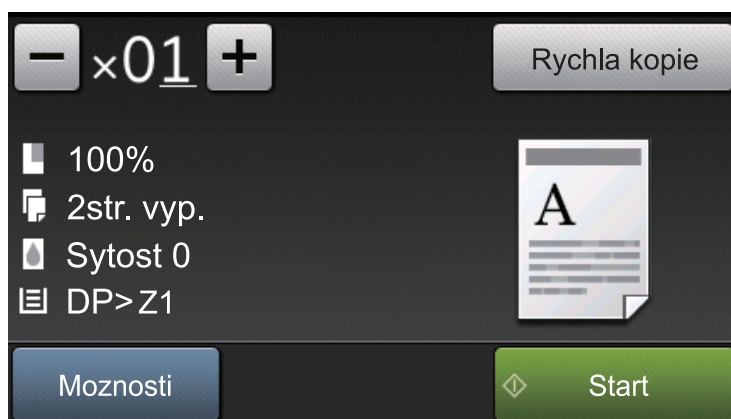 − ×01 + Rychla kopie
100%
2str. vyp.
Sytost 0
A
DP>Z1
Moznosti Start